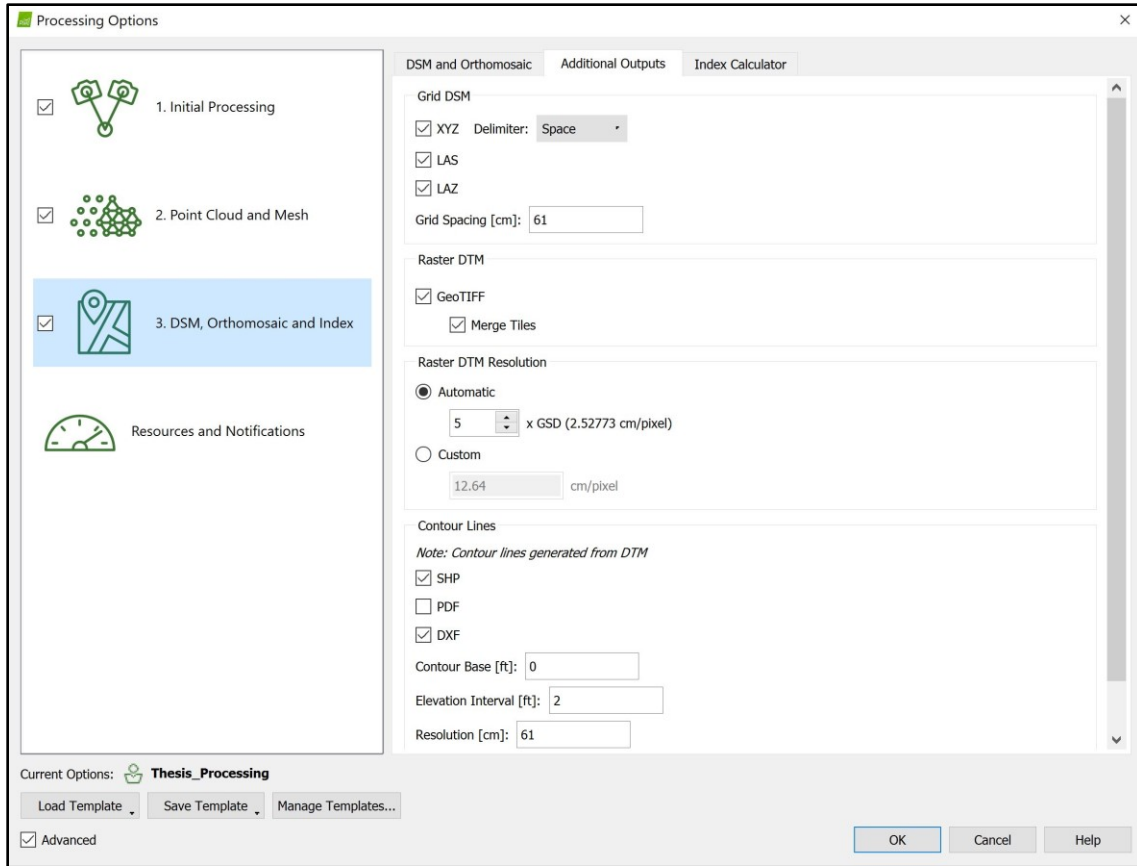 Processing Options
1. Initial Processing
2. Point Cloud and Mesh
3. DSM, Orthomosaic and Index
Resources and Notifications
DSM and Orthomosaic Additional Outputs Index Calculator
Grid DSM
XYZ Delimiter: Space
LAS
LAZ
Grid Spacing [cm]: 61
Raster DTM
GeoTIFF
Merge Tiles
Raster DTM Resolution
Automatic
5 x GSD (2.52773 cm/pixel)
Custom
12.64 cm/pixel
Contour Lines
Note: Contour lines generated from DTM
SHP
PDF
DXF
Contour Base [ft]: 0
Elevation Interval [ft]: 2
Resolution [cm]: 61
Current Options: Thesis_Processing
Load Template Save Template Manage Templates...
Advanced
OK Cancel Help